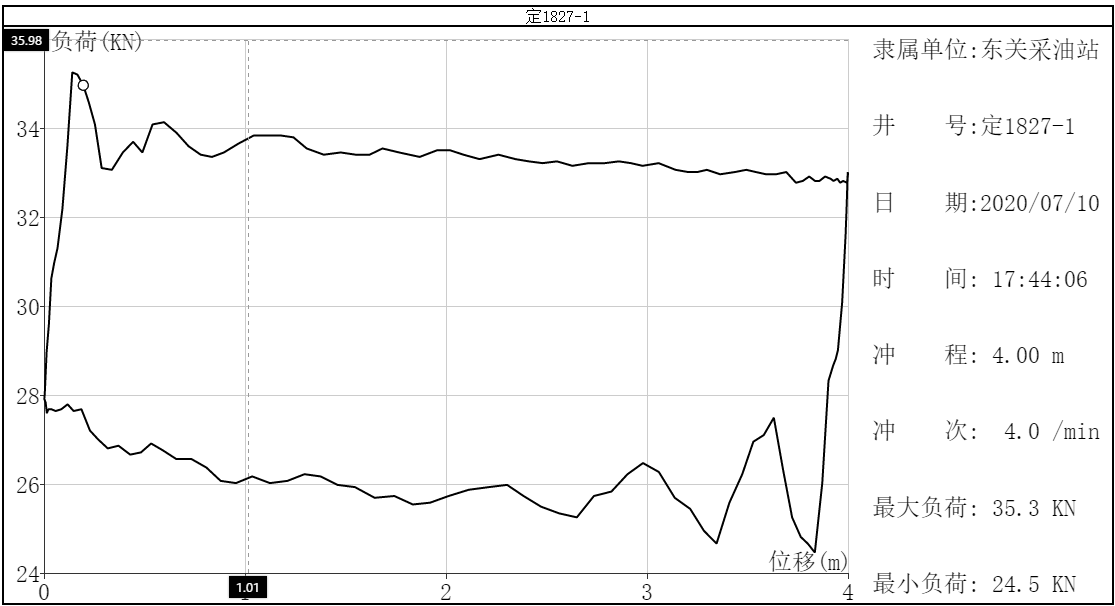 定1827-1
35.98
负荷(KN)
34
32
30
28
26
24
0
1.01
2
3
4
位移(m)
隶属单位:东关采油站
井 号:定1827-1
日 期:2020/07/10
时 间: 17:44:06
冲 程: 4.00 m
冲 次: 4.0 /min
最大负荷: 35.3 KN
最小负荷: 24.5 KN